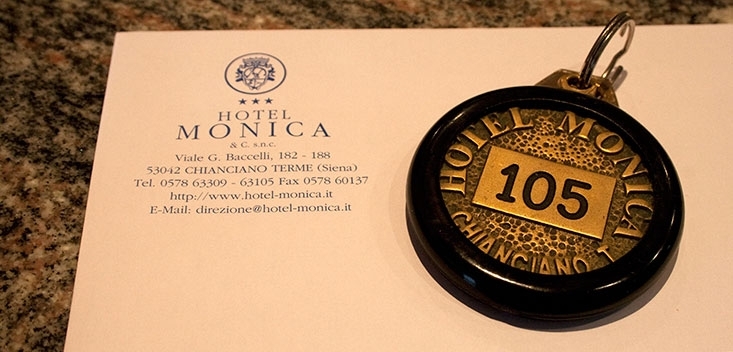 HOTEL
MONICA
& C. s.n.c.
Viale G. Baccelli, 182 - 188
53042 CHIANCIANO TERME (Siena)
Tel. 0578 63309 - 63105 Fax 0578 60137
http://www.hotel-monica.it
E-Mail: direzione@hotel-monica.it
HOTEL MONICA
105
CHIANCIANO T.